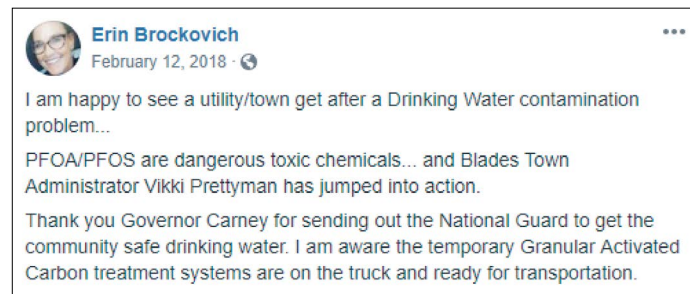 Erin Brockovich
February 12, 2018 ·
I am happy to see a utility/town get after a Drinking Water contamination
problem...
PFOA/PFOS are dangerous toxic chemicals... and Blades Town
Administrator Vikki Prettyman has jumped into action.
Thank you Governor Carney for sending out the National Guard to get the
community safe drinking water. I am aware the temporary Granular Activated
Carbon treatment systems are on the truck and ready for transportation.